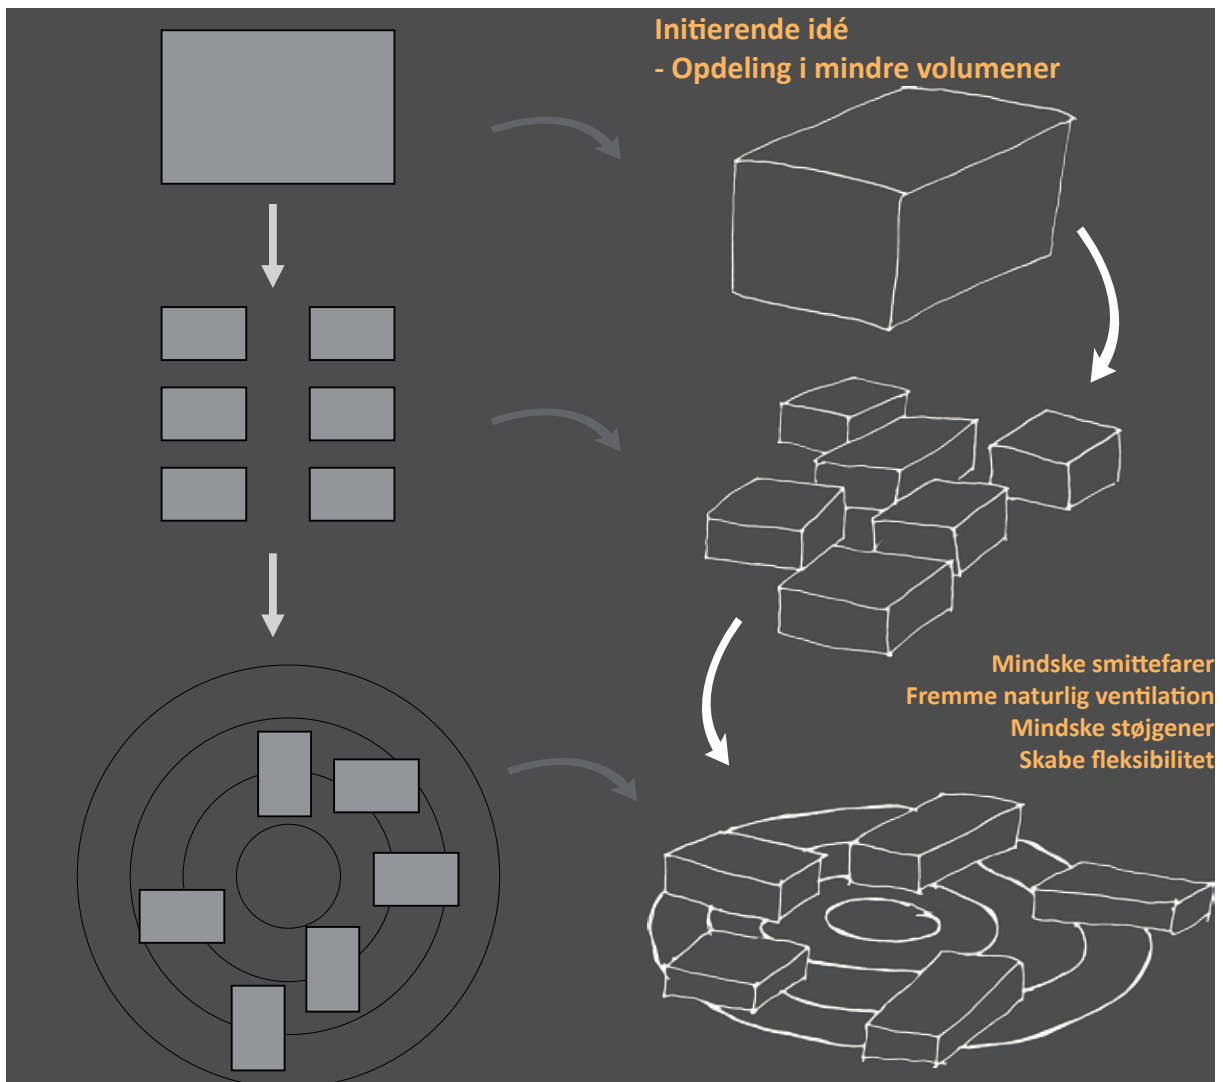 Initierende idé
- Opdeling i mindre volumener
Mindske smittefarer
Fremme naturlig ventilation
Mindske støjgener
Skabe fleksibilitet